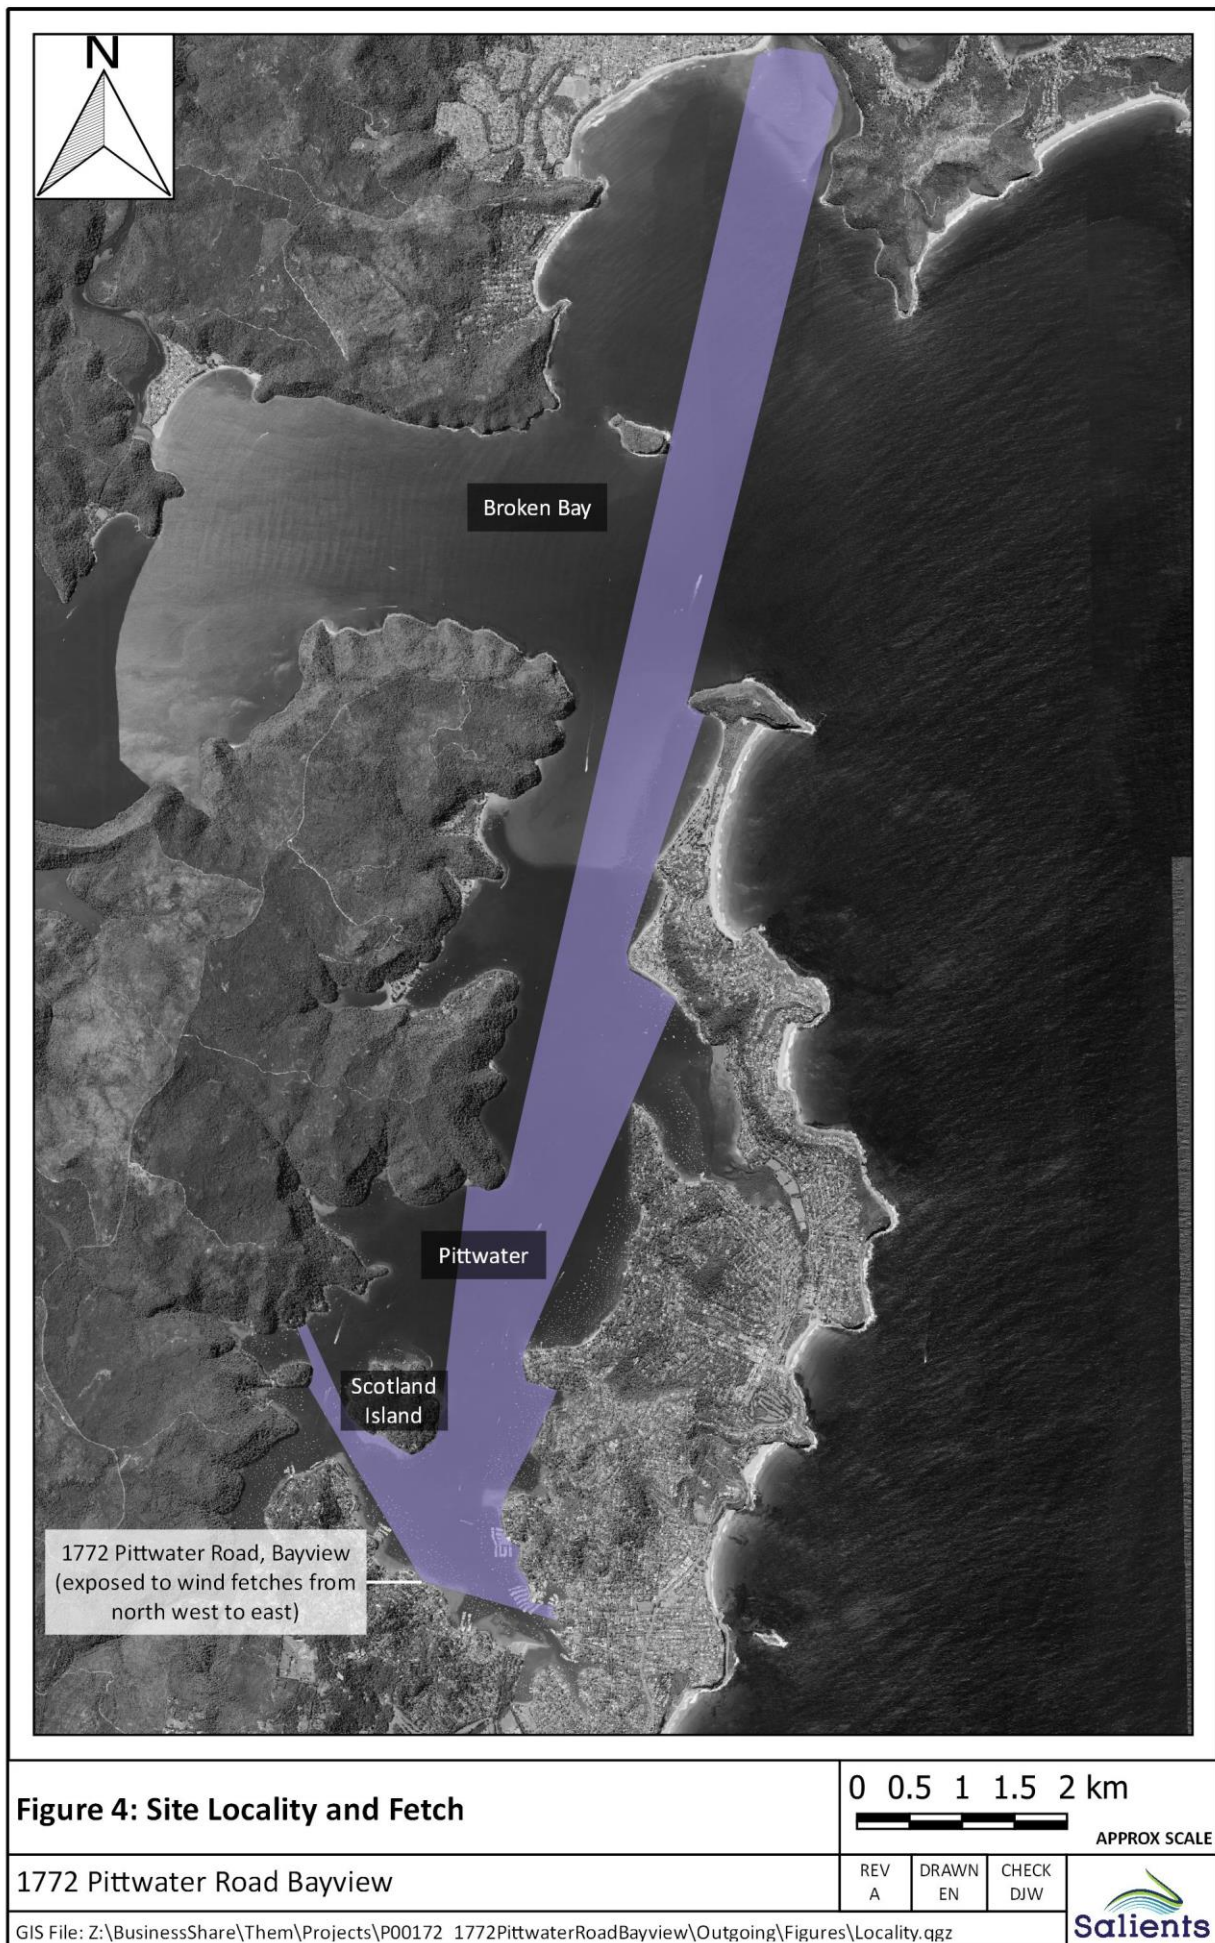 N
Broken Bay
Pittwater
Scotland
Island
1772 Pittwater Road, Bayview
(exposed to wind fetches from
north west to east)
Figure 4: Site Locality and Fetch
0 0.5 1 1.5 2 km
APPROX SCALE
1772 Pittwater Road Bayview
REV
A
DRAWN
EN
CHECK
DJW
Salients
GIS File: Z:\BusinessShare\Them\Projects\P00172_1772PittwaterRoadBayview\Outgoing\Figures\Locality.qgz